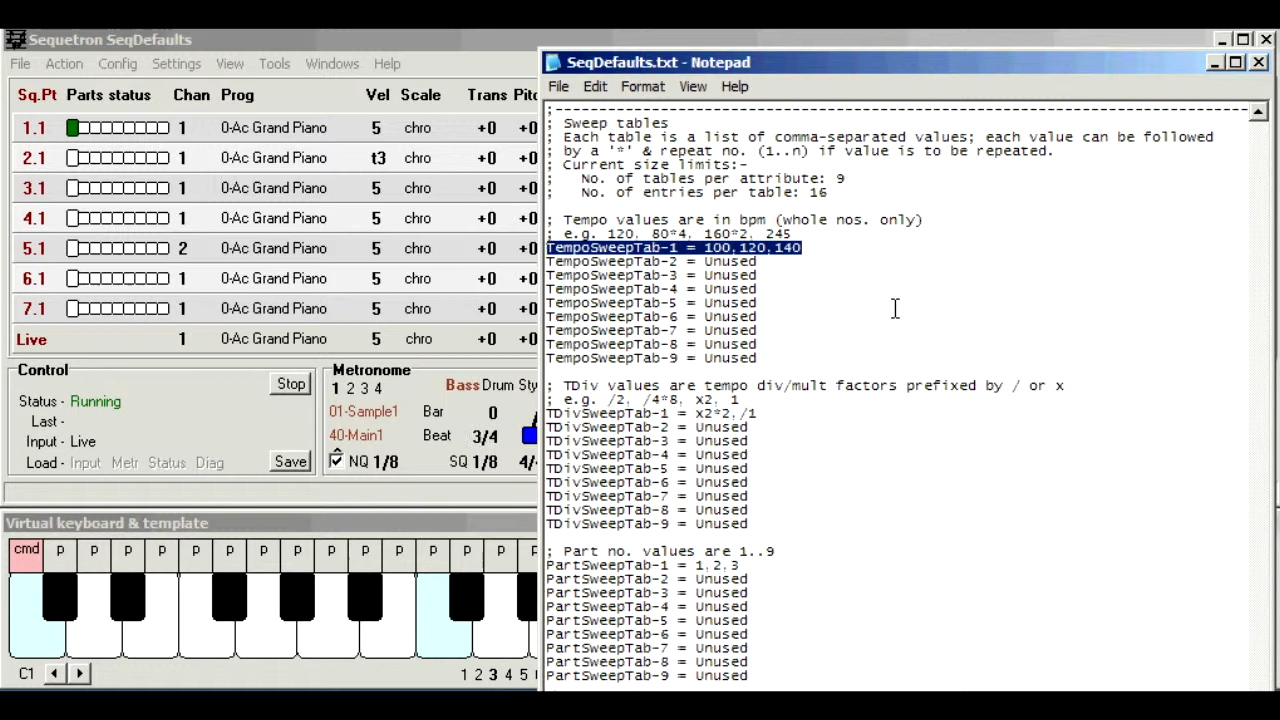 Sequetron SeqDefaults
File Action Config Settings View Tools Windows Help
Sq.Pt Parts status Chan Prog Vel Scale Trans Pitc
1.1 1 0-Ac Grand Piano 5 chro +0 +0
2.1 1 0-Ac Grand Piano t3 chro +0 +0
3.1 1 0-Ac Grand Piano 5 chro +0 +0
4.1 1 0-Ac Grand Piano 5 chro +0 +0
5.1 2 0-Ac Grand Piano 5 chro +0 +0
6.1 1 0-Ac Grand Piano 5 chro +0 +0
7.1 1 0-Ac Grand Piano 5 chro +0 +0
Live 1 0-Ac Grand Piano 5 chro +0 +0
Control
Stop
Status - Running
Last -
Input - Live
Load - Input Metr Status Diag
Save
Metronome
1 2 3 4 Bass Drum Sty
01-Sample1 Bar 0
40-Main1 Beat 3/4
NQ 1/8 SQ 1/8 4/
Virtual keyboard & template
cmd p p p p p p p p p p p p p p p
C1 1 2 3 4 5
SeqDefaults.txt - Notepad
File Edit Format View Help
;--------------------------------------------------------------------------------
; Sweep tables
; Each table is a list of comma-separated values; each value can be followed
; by a '*' & repeat no. (1..n) if value is to be repeated.
; Current size limits:-
;   No. of tables per attribute: 9
;   No. of entries per table: 16
; Tempo values are in bpm (whole nos. only)
; e.g. 120, 80*4, 160*2, 245
TempoSweepTab-1 = 100,120,140
TempoSweepTab-2 = Unused
TempoSweepTab-3 = Unused
TempoSweepTab-4 = Unused
TempoSweepTab-5 = Unused
TempoSweepTab-6 = Unused
TempoSweepTab-7 = Unused
TempoSweepTab-8 = Unused
TempoSweepTab-9 = Unused
; TDiv values are tempo div/mult factors prefixed by / or x
; e.g. /2, /4*8, x2, 1
TDivSweepTab-1 = x2*2,/1
TDivSweepTab-2 = Unused
TDivSweepTab-3 = Unused
TDivSweepTab-4 = Unused
TDivSweepTab-5 = Unused
TDivSweepTab-6 = Unused
TDivSweepTab-7 = Unused
TDivSweepTab-8 = Unused
TDivSweepTab-9 = Unused
; Part no. values are 1..9
PartSweepTab-1 = 1,2,3
PartSweepTab-2 = Unused
PartSweepTab-3 = Unused
PartSweepTab-4 = Unused
PartSweepTab-5 = Unused
PartSweepTab-6 = Unused
PartSweepTab-7 = Unused
PartSweepTab-8 = Unused
PartSweepTab-9 = Unused